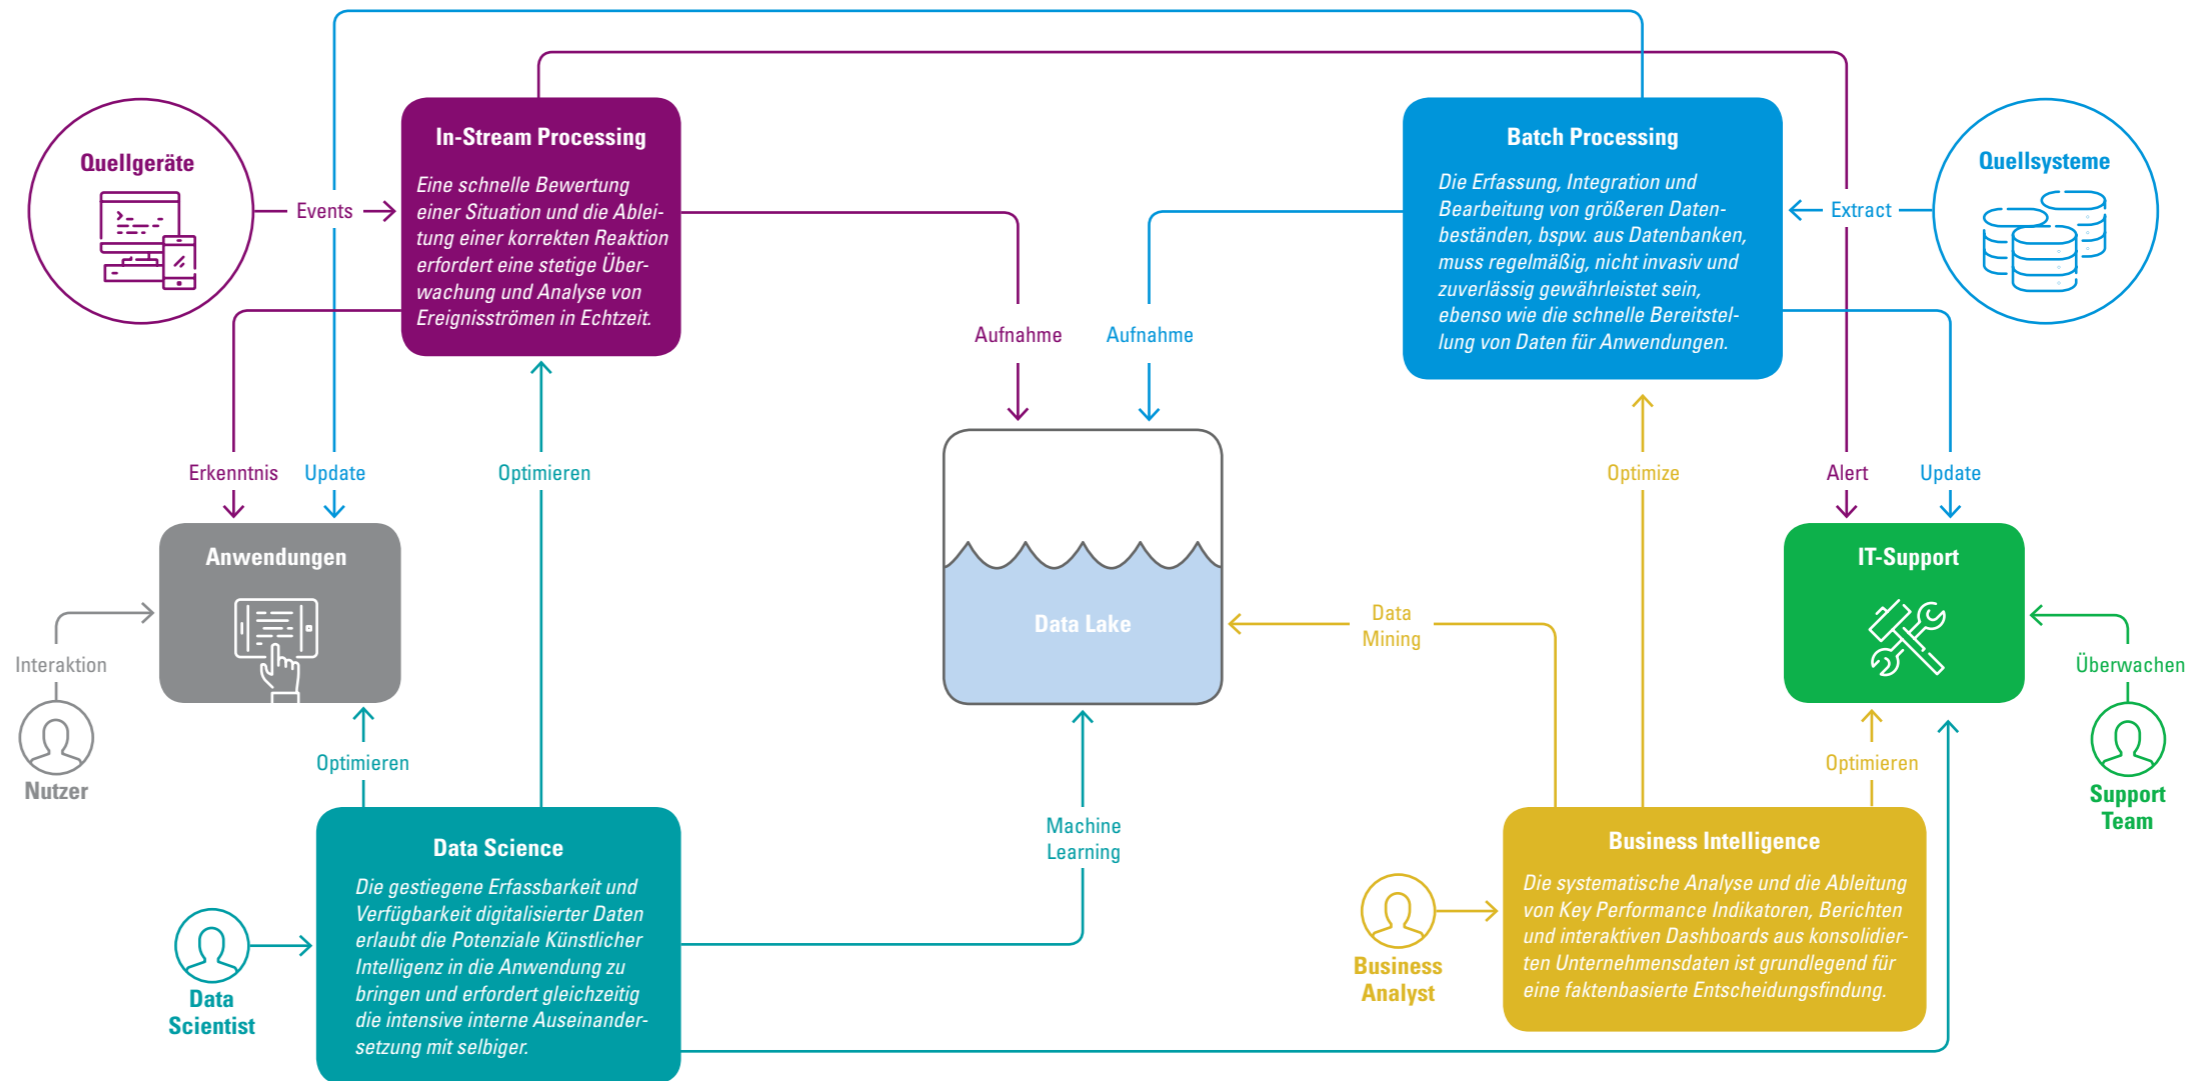 Quellgeräte
Events
In-Stream Processing
Eine schnelle Bewertung
einer Situation und die Ablei-
tung einer korrekten Reaktion
erfordert eine stetige Über-
wachung und Analyse von
Ereignisströmen in Echtzeit.
Batch Processing
Die Erfassung, Integration und
Bearbeitung von größeren Daten-
beständen, bspw. aus Datenbanken,
muss regelmäßig, nicht invasiv und
zuverlässig gewährleistet sein,
ebenso wie die schnelle Bereitstel-
lung von Daten für Anwendungen.
Extract
Quellsysteme
Aufnahme
Aufnahme
Erkenntnis
Update
Optimieren
Optimize
Alert
Update
Anwendungen
Data Lake
Data
Mining
IT-Support
Interaktion
Nutzer
Überwachen
Support
Team
Optimieren
Optimieren
Machine
Learning
Data Science
Die gestiegene Erfassbarkeit und
Verfügbarkeit digitalisierter Daten
erlaubt die Potenziale Künstlicher
Intelligenz in die Anwendung zu
bringen und erfordert gleichzeitig
die intensive interne Auseinander-
setzung mit selbiger.
Data
Scientist
Business Intelligence
Die systematische Analyse und die Ableitung
von Key Performance Indikatoren, Berichten
und interaktiven Dashboards aus konsolidier-
ten Unternehmensdaten ist grundlegend für
eine faktenbasierte Entscheidungsfindung.
Business
Analyst